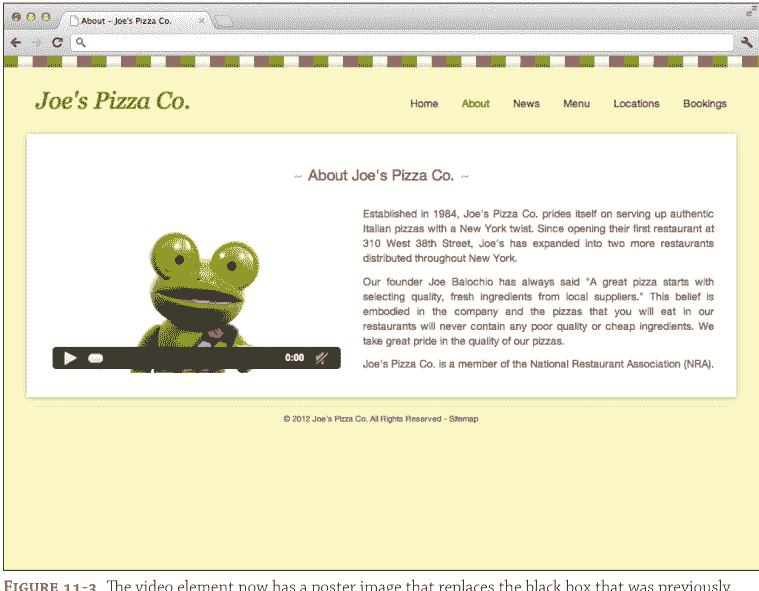 About - Joe's Pizza Co.
Joe's Pizza Co.
Home About News Menu Locations Bookings
~ About Joe's Pizza Co. ~
Established in 1984, Joe's Pizza Co. prides itself on serving up authentic
Italian pizzas with a New York twist. Since opening their first restaurant at
310 West 38th Street, Joe's has expanded into two more restaurants
distributed throughout New York.
Our founder Joe Balochio has always said "A great pizza starts with
selecting quality, fresh ingredients from local suppliers." This belief is
embodied in the company and the pizzas that you will eat in our
restaurants will never contain any poor quality or cheap ingredients. We
take great pride in the quality of our pizzas.
Joe's Pizza Co. is a member of the National Restaurant Association (NRA).
0:00
© 2012 Joe's Pizza Co. All Rights Reserved - Sitemap
FIGURE 11-3 The video element now has a poster image that replaces the black box that was previously